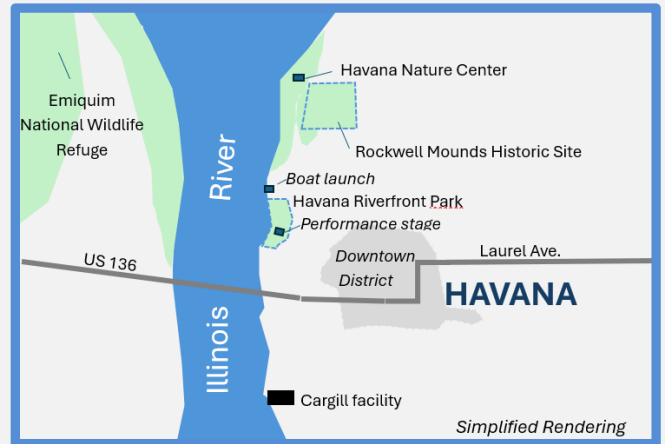 Havana Nature Center
Emiquim
National Wildlife
Refuge
Rockwell Mounds Historic Site
River
Boat launch
Havana Riverfront Park
Performance stage
Downtown
District
Laurel Ave.
US 136
HAVANA
Illinois
Cargill facility
Simplified Rendering